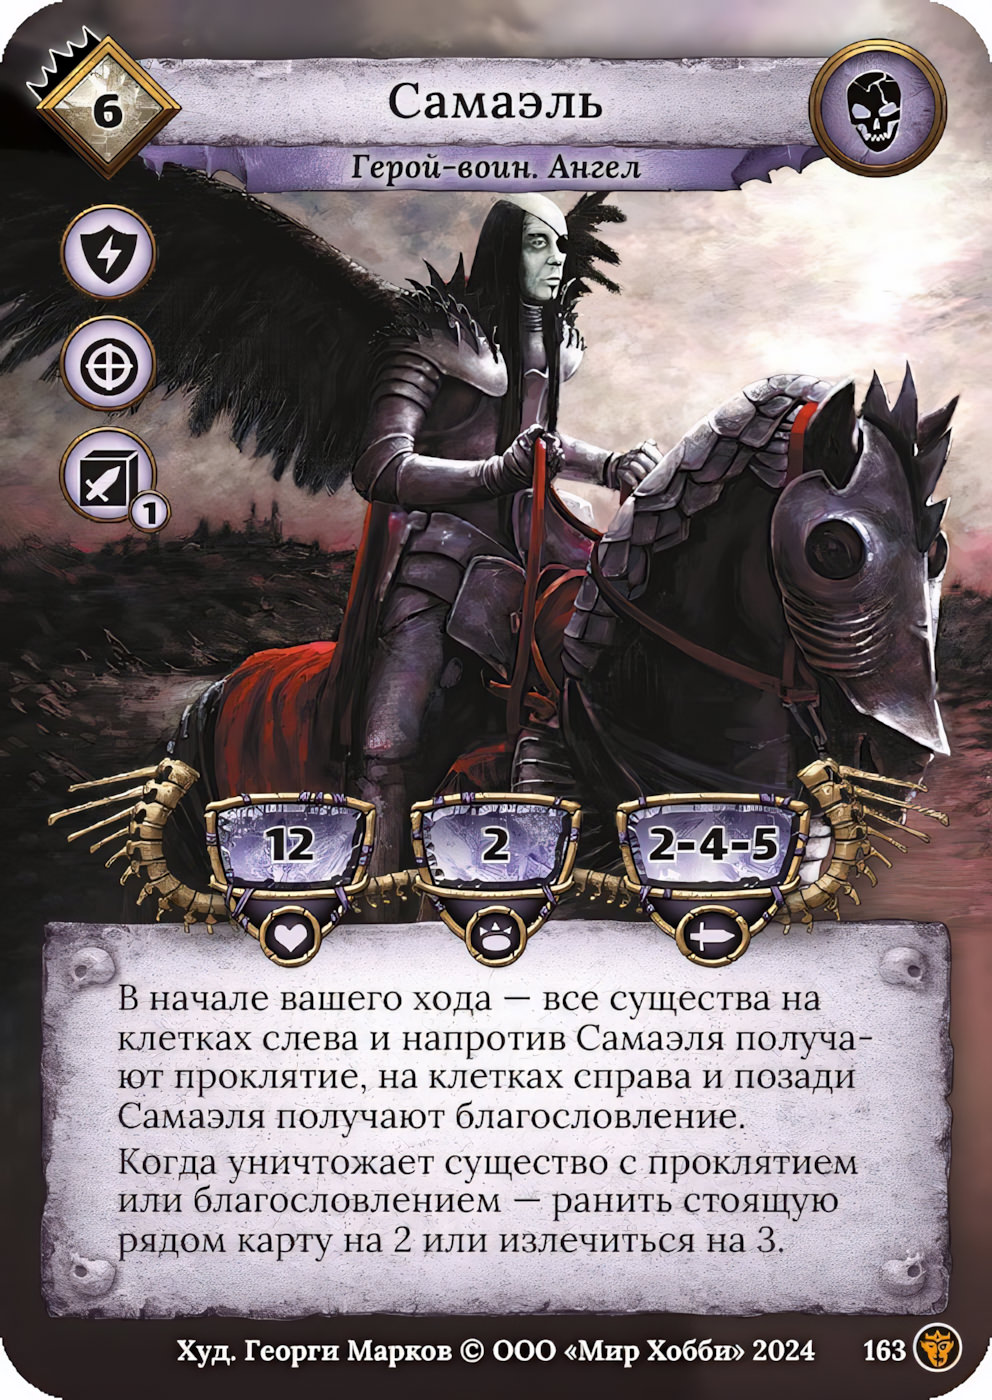 6
Самаэль
Герой-воин. Ангел
1
12
2
2-4-5
В начале вашего хода — все существа на
клетках слева и напротив Самаэля получа-
ют проклятие, на клетках справа и позади
Самаэля получают благословление.
Когда уничтожает существо с проклятием
или благословлением — ранить стоящую
рядом карту на 2 или излечиться на 3.
Худ. Георги Марков © ООО «Мир Хобби» 2024
163